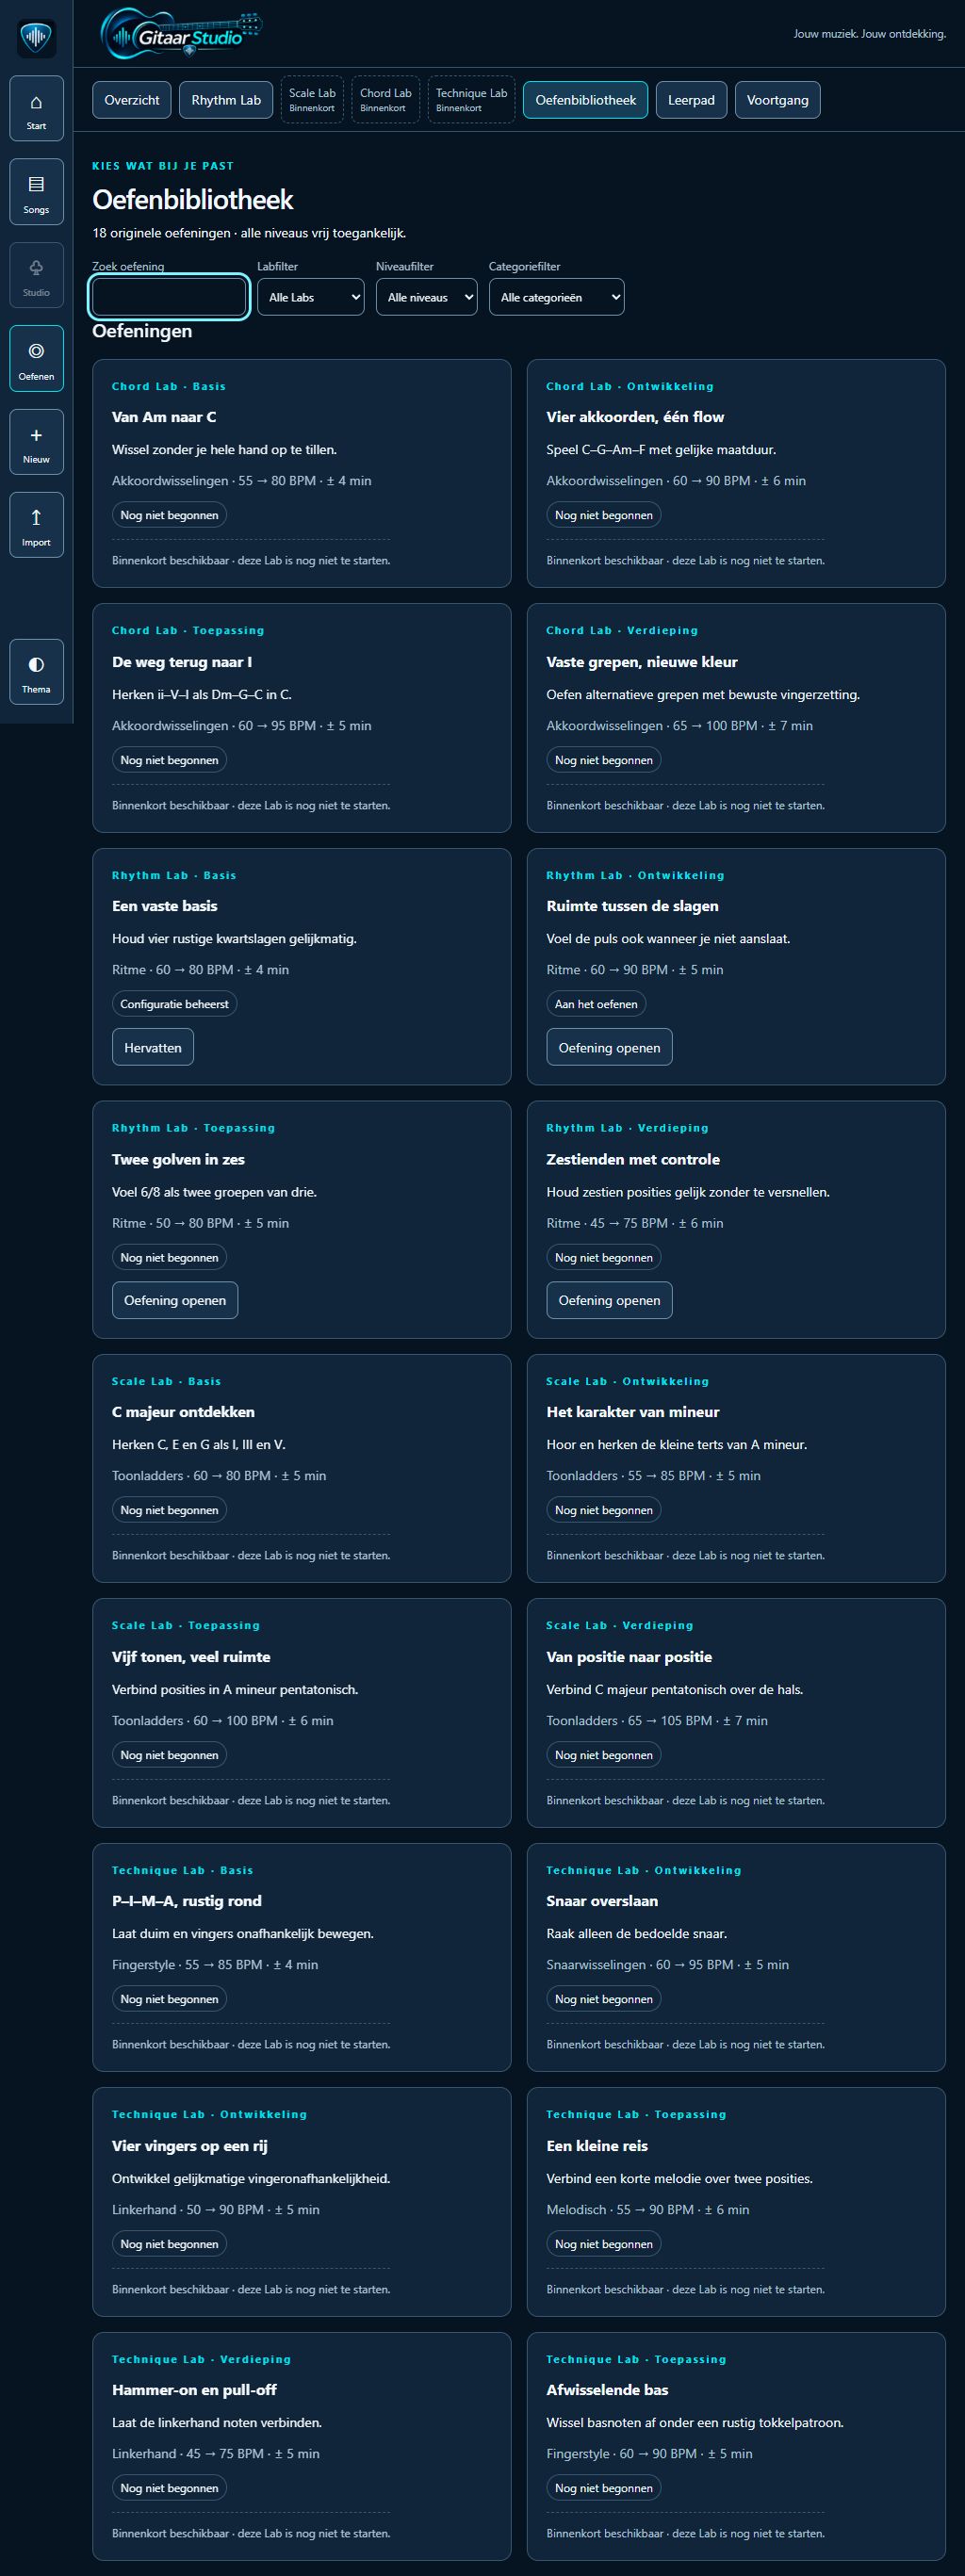 GitaarStudio
Jouw muziek. Jouw ontdekking.
Start
Songs
Studio
Oefenen
Nieuw
Import
Thema
Overzicht
Rhythm Lab
Scale Lab
Binnenkort
Chord Lab
Binnenkort
Technique Lab
Binnenkort
Oefenbibliotheek
Leerpad
Voortgang
KIES WAT BIJ JE PAST
Oefenbibliotheek
18 originele oefeningen · alle niveaus vrij toegankelijk.
Zoek oefening
Labfilter
Alle Labs
Niveaufilter
Alle niveaus
Categoriefilter
Alle categorieën
Oefeningen
Chord Lab · Basis
Van Am naar C
Wissel zonder je hele hand op te tillen.
Akkoordwisselingen · 55 → 80 BPM · ± 4 min
Nog niet begonnen
Binnenkort beschikbaar · deze Lab is nog niet te starten.
Chord Lab · Ontwikkeling
Vier akkoorden, één flow
Speel C–G–Am–F met gelijke maatduur.
Akkoordwisselingen · 60 → 90 BPM · ± 6 min
Nog niet begonnen
Binnenkort beschikbaar · deze Lab is nog niet te starten.
Chord Lab · Toepassing
De weg terug naar I
Herken ii–V–I als Dm–G–C in C.
Akkoordwisselingen · 60 → 95 BPM · ± 5 min
Nog niet begonnen
Binnenkort beschikbaar · deze Lab is nog niet te starten.
Chord Lab · Verdieping
Vaste grepen, nieuwe kleur
Oefen alternatieve grepen met bewuste vingerzetting.
Akkoordwisselingen · 65 → 100 BPM · ± 7 min
Nog niet begonnen
Binnenkort beschikbaar · deze Lab is nog niet te starten.
Rhythm Lab · Basis
Een vaste basis
Houd vier rustige kwartslagen gelijkmatig.
Ritme · 60 → 80 BPM · ± 4 min
Configuratie beheerst
Hervatten
Rhythm Lab · Ontwikkeling
Ruimte tussen de slagen
Voel de puls ook wanneer je niet aanslaat.
Ritme · 60 → 90 BPM · ± 5 min
Aan het oefenen
Oefening openen
Rhythm Lab · Toepassing
Twee golven in zes
Voel 6/8 als twee groepen van drie.
Ritme · 50 → 80 BPM · ± 5 min
Nog niet begonnen
Oefening openen
Rhythm Lab · Verdieping
Zestienden met controle
Houd zestien posities gelijk zonder te versnellen.
Ritme · 45 → 75 BPM · ± 6 min
Nog niet begonnen
Oefening openen
Scale Lab · Basis
C majeur ontdekken
Herken C, E en G als I, III en V.
Toonladders · 60 → 80 BPM · ± 5 min
Nog niet begonnen
Binnenkort beschikbaar · deze Lab is nog niet te starten.
Scale Lab · Ontwikkeling
Het karakter van mineur
Hoor en herken de kleine terts van A mineur.
Toonladders · 55 → 85 BPM · ± 5 min
Nog niet begonnen
Binnenkort beschikbaar · deze Lab is nog niet te starten.
Scale Lab · Toepassing
Vijf tonen, veel ruimte
Verbind posities in A mineur pentatonisch.
Toonladders · 60 → 100 BPM · ± 6 min
Nog niet begonnen
Binnenkort beschikbaar · deze Lab is nog niet te starten.
Scale Lab · Verdieping
Van positie naar positie
Verbind C majeur pentatonisch over de hals.
Toonladders · 65 → 105 BPM · ± 7 min
Nog niet begonnen
Binnenkort beschikbaar · deze Lab is nog niet te starten.
Technique Lab · Basis
P–I–M–A, rustig rond
Laat duim en vingers onafhankelijk bewegen.
Fingerstyle · 55 → 85 BPM · ± 4 min
Nog niet begonnen
Binnenkort beschikbaar · deze Lab is nog niet te starten.
Technique Lab · Ontwikkeling
Snaar overslaan
Raak alleen de bedoelde snaar.
Snaarwisselingen · 60 → 95 BPM · ± 5 min
Nog niet begonnen
Binnenkort beschikbaar · deze Lab is nog niet te starten.
Technique Lab · Ontwikkeling
Vier vingers op een rij
Ontwikkel gelijkmatige vingeronafhankelijkheid.
Linkerhand · 50 → 90 BPM · ± 5 min
Nog niet begonnen
Binnenkort beschikbaar · deze Lab is nog niet te starten.
Technique Lab · Toepassing
Een kleine reis
Verbind een korte melodie over twee posities.
Melodisch · 55 → 90 BPM · ± 6 min
Nog niet begonnen
Binnenkort beschikbaar · deze Lab is nog niet te starten.
Technique Lab · Verdieping
Hammer-on en pull-off
Laat de linkerhand noten verbinden.
Linkerhand · 45 → 75 BPM · ± 5 min
Nog niet begonnen
Binnenkort beschikbaar · deze Lab is nog niet te starten.
Technique Lab · Toepassing
Afwisselende bas
Wissel basnoten af onder een rustig tokkelpatroon.
Fingerstyle · 60 → 90 BPM · ± 5 min
Nog niet begonnen
Binnenkort beschikbaar · deze Lab is nog niet te starten.